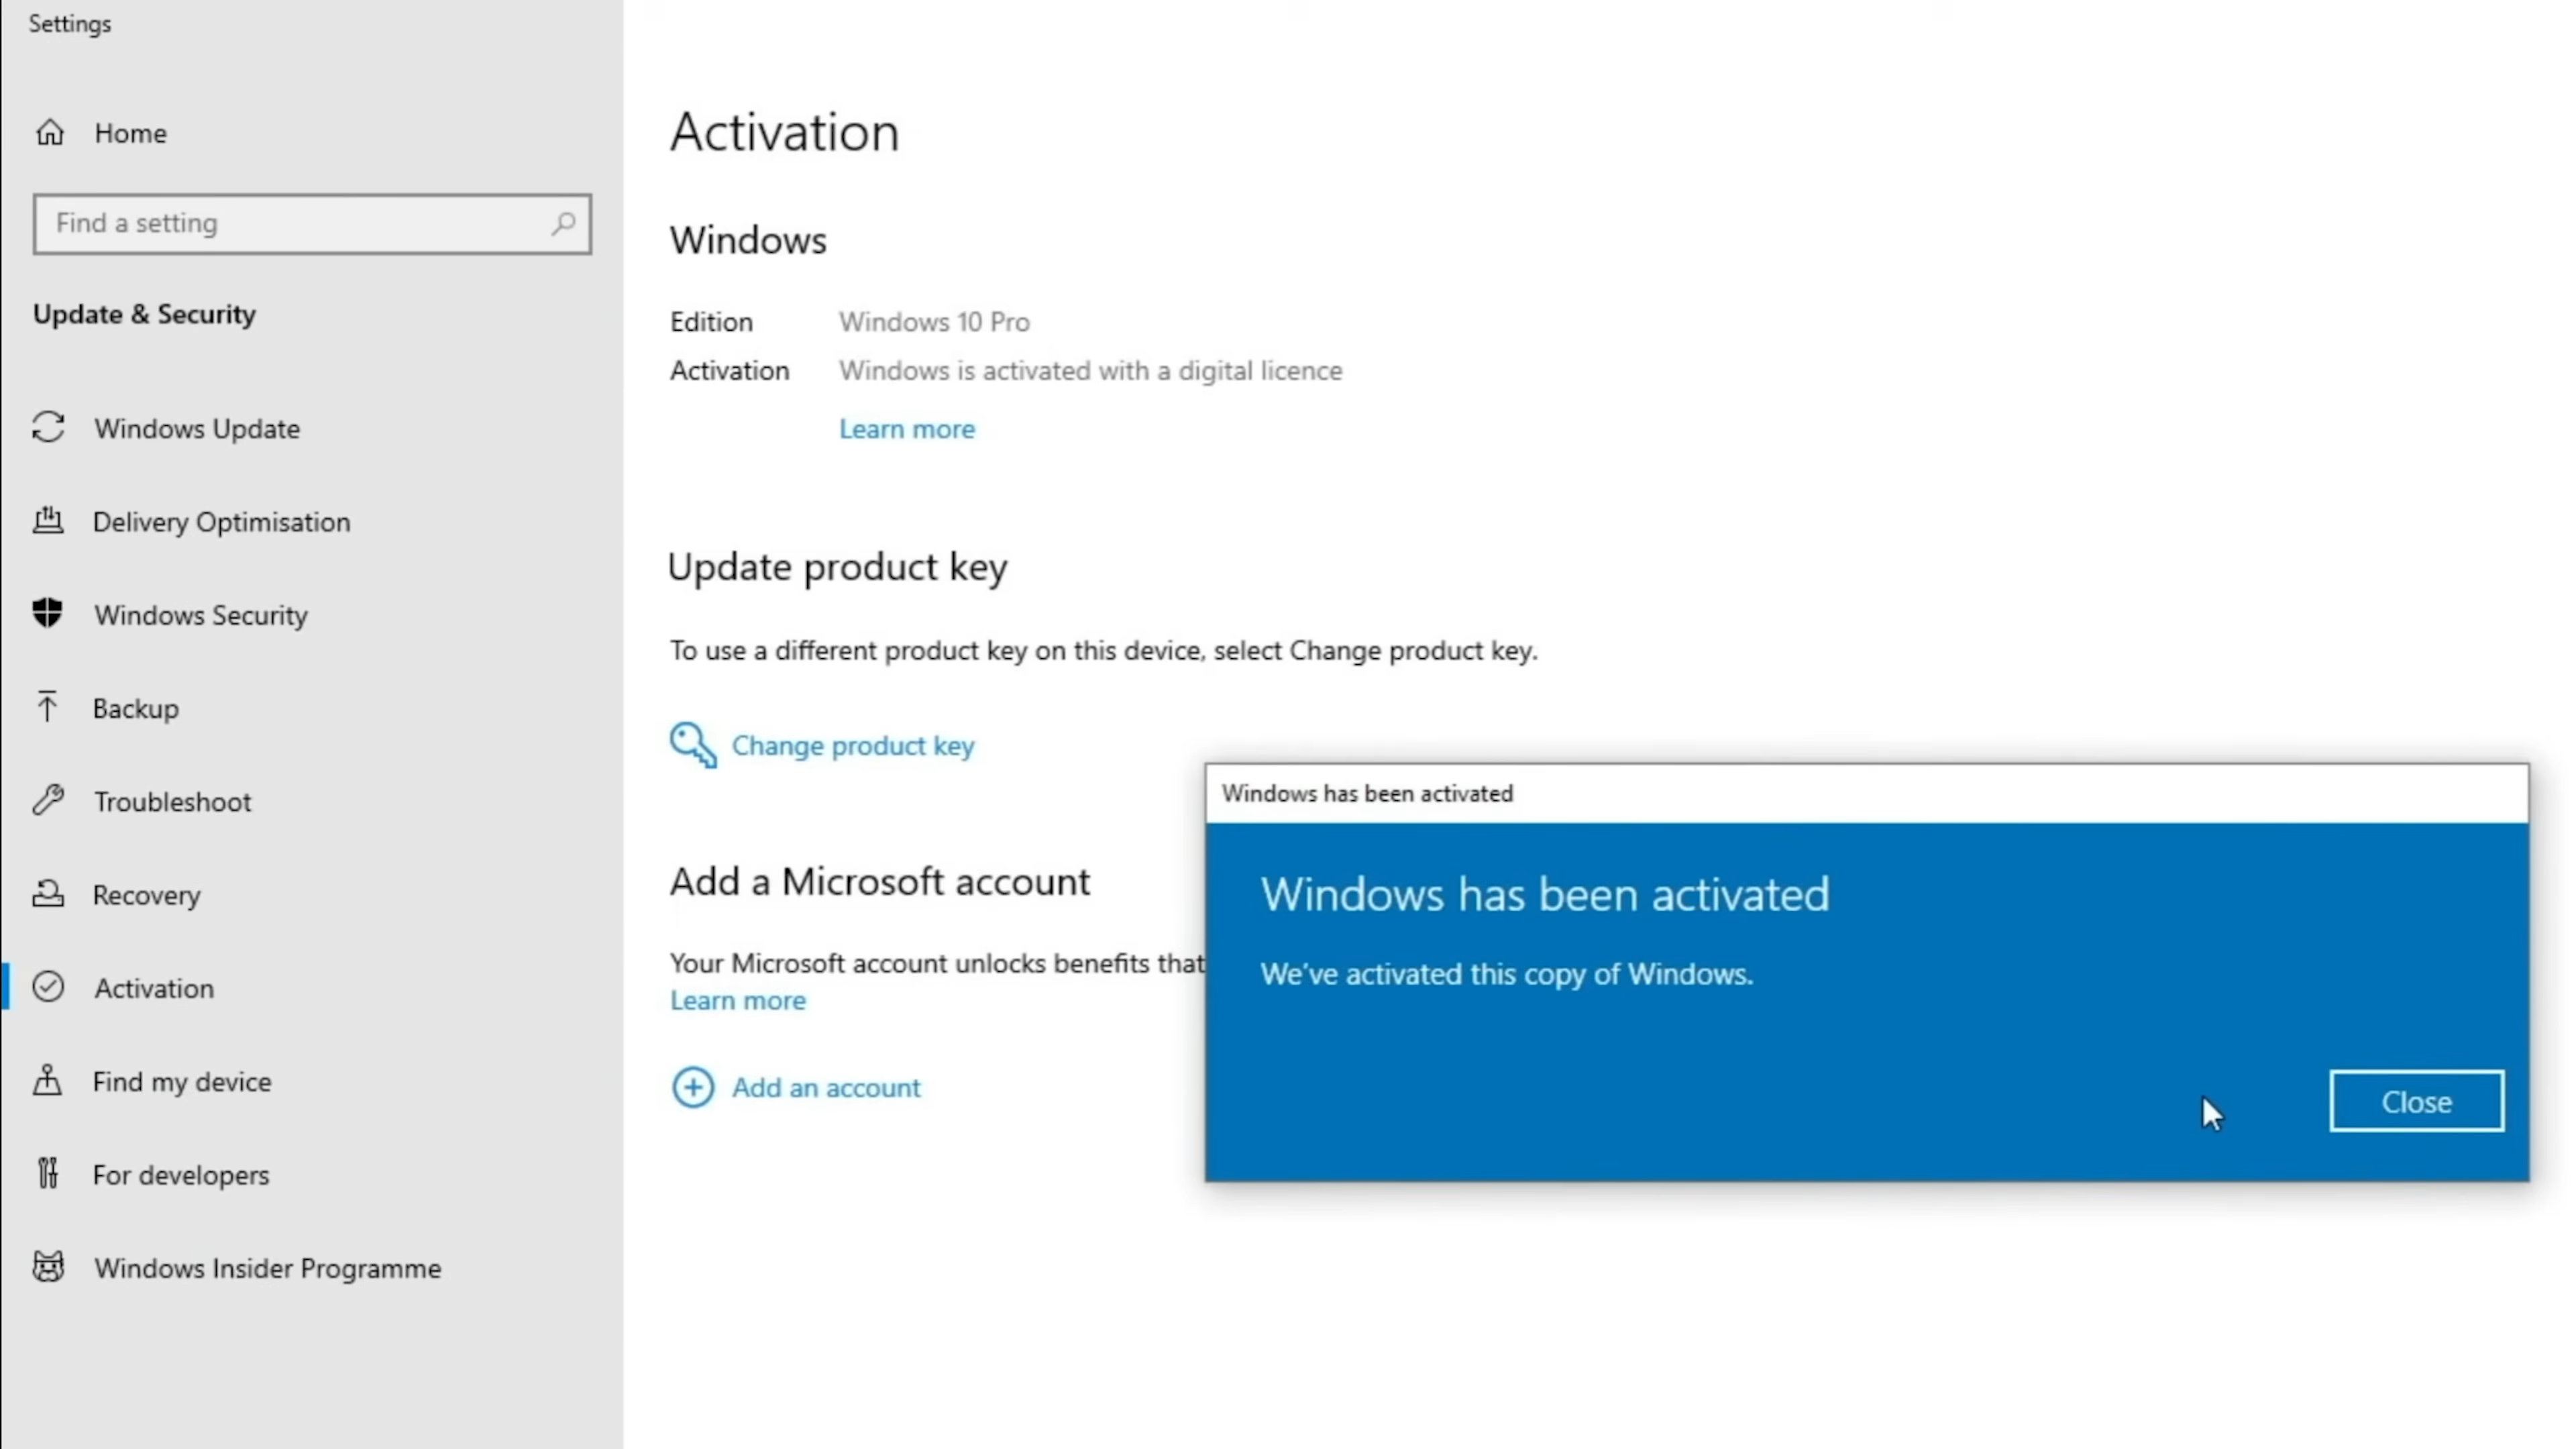 Settings
Home
Find a setting
Update & Security
Windows Update
Delivery Optimisation
Windows Security
Backup
Troubleshoot
Recovery
Activation
Find my device
For developers
Windows Insider Programme
Activation
Windows
Edition Windows 10 Pro
Activation Windows is activated with a digital licence
Learn more
Update product key
To use a different product key on this device, select Change product key.
Change product key
Add a Microsoft account
Your Microsoft account unlocks benefits that
Learn more
Add an account
Windows has been activated
Windows has been activated
We've activated this copy of Windows.
Close